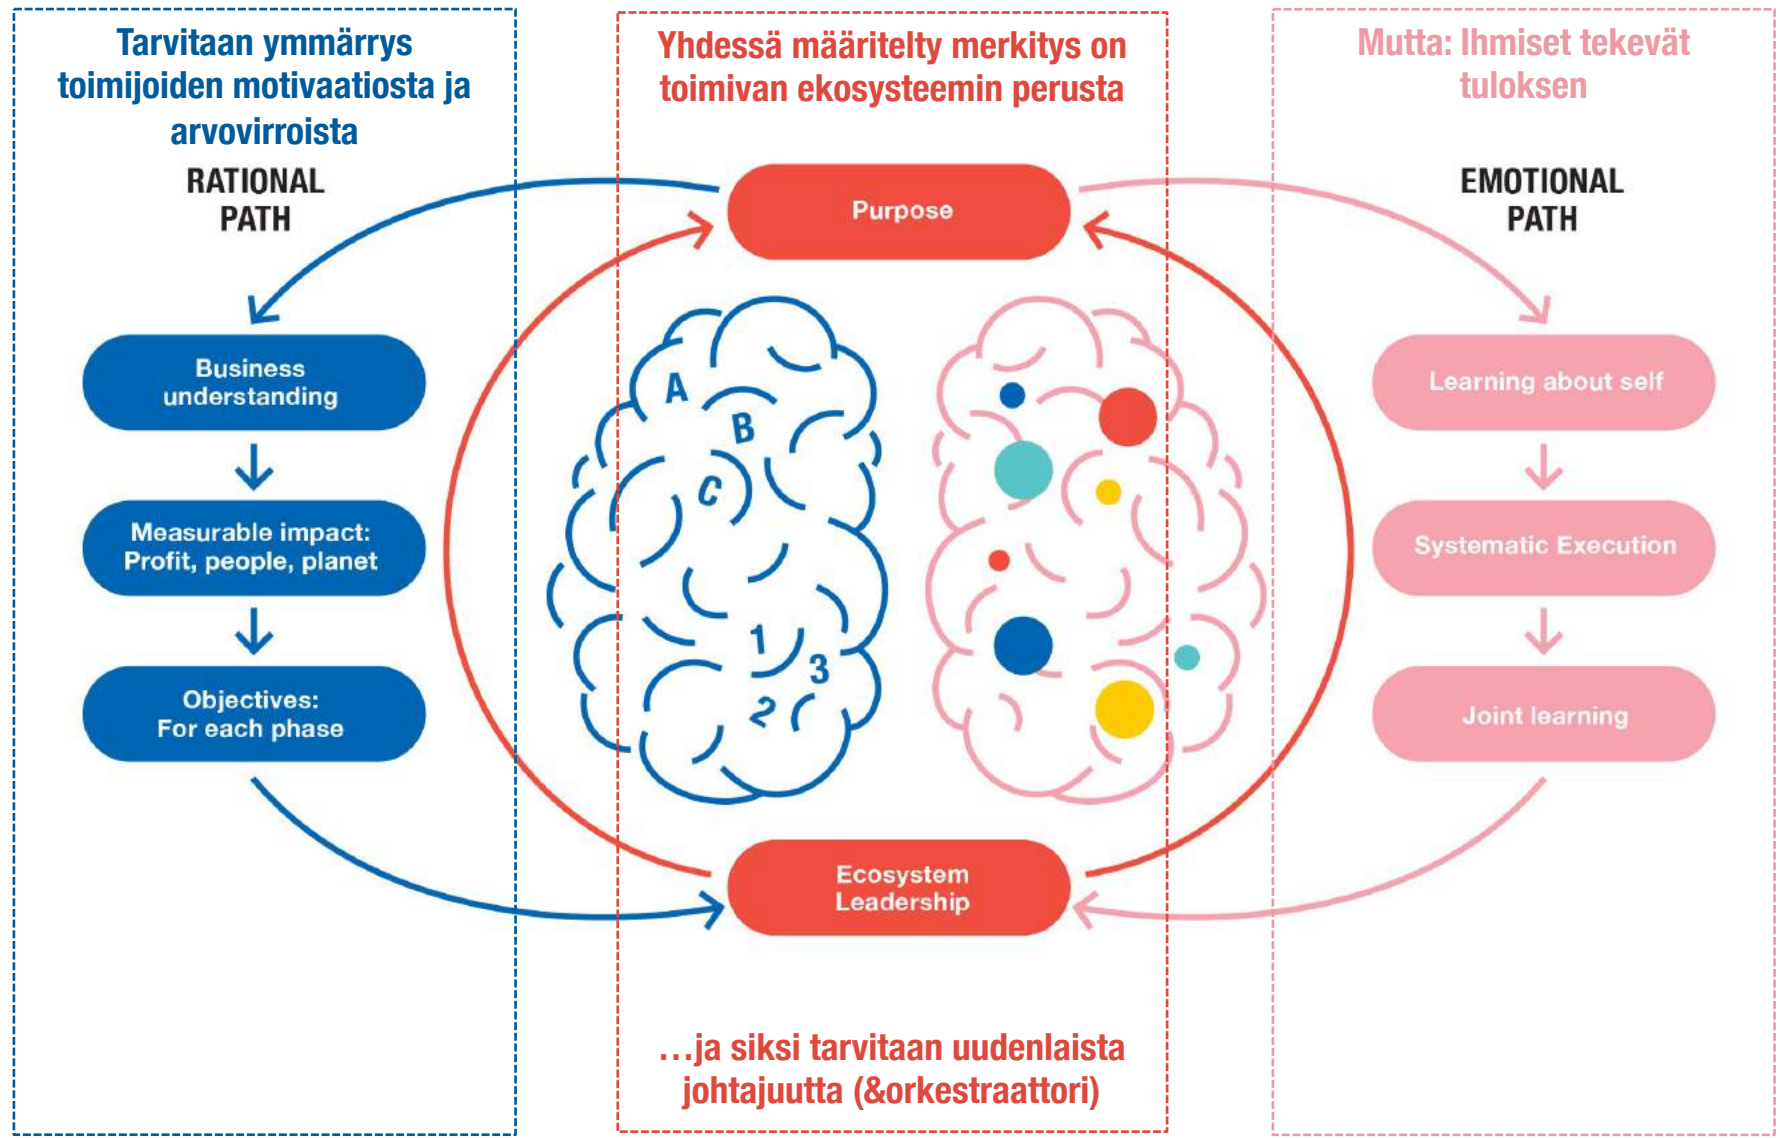 Tarvitaan ymmärrys
toimijoiden motivaatiosta ja
arvovirroista
RATIONAL
PATH
Business
understanding
Measurable impact:
Profit, people, planet
Objectives:
For each phase
Yhdessä määritelty merkitys on
toimivan ekosysteemin perusta
Purpose
A
B
C
1
3
2
Ecosystem
Leadership
...ja siksi tarvitaan uudenlaista
johtajuutta (&orkestraattori)
Mutta: Ihmiset tekevät
tuloksen
EMOTIONAL
PATH
Learning about self
Systematic Execution
Joint learning